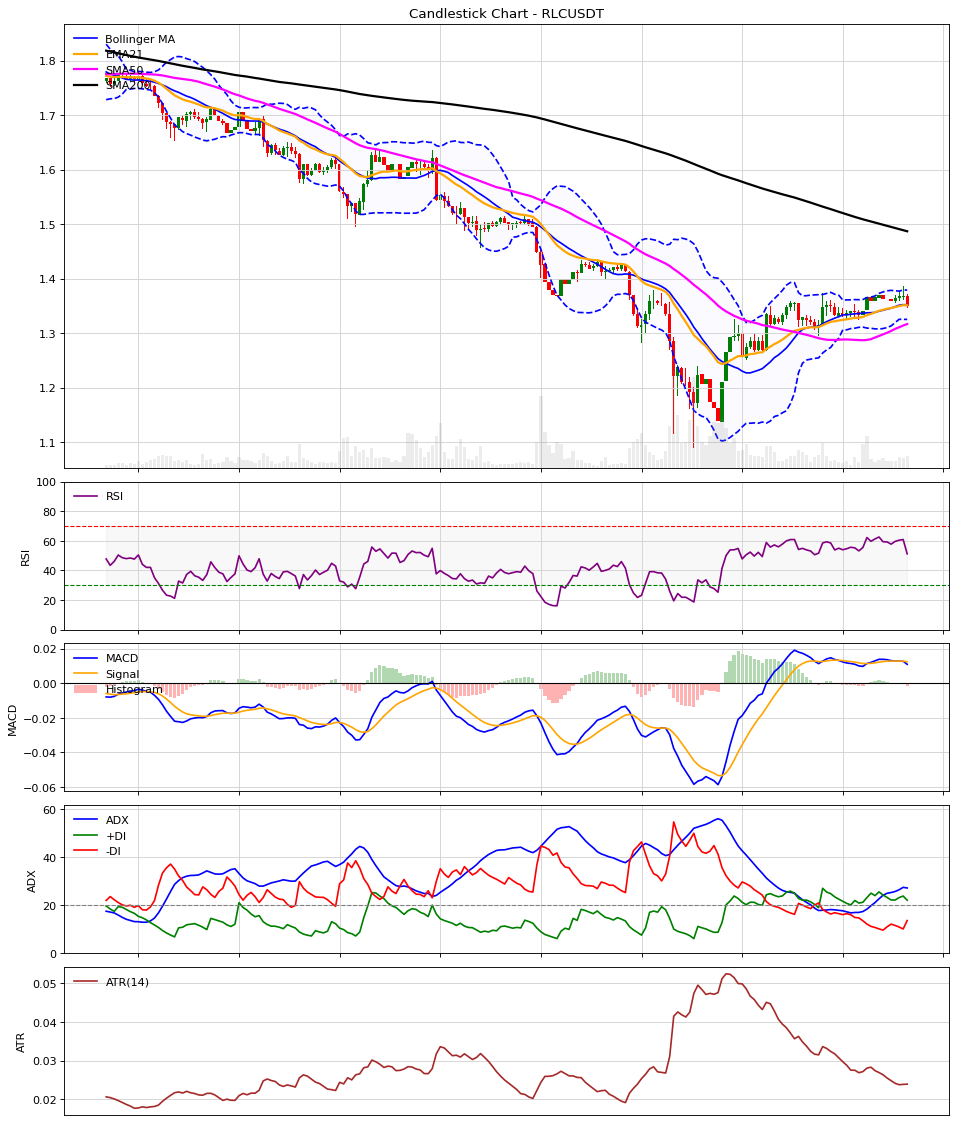 Candlestick Chart - RLCUSDT
Bollinger MA
EMA21
SMA50
SMA200
1.8
1.7
1.6
1.5
1.4
1.3
1.2
1.1
RSI
RSI
100
80
60
40
20
0
MACD
Signal
Histogram
MACD
0.02
0.00
−0.02
−0.04
−0.06
ADX
+DI
-DI
ADX
60
40
20
0
ATR(14)
ATR
0.05
0.04
0.03
0.02